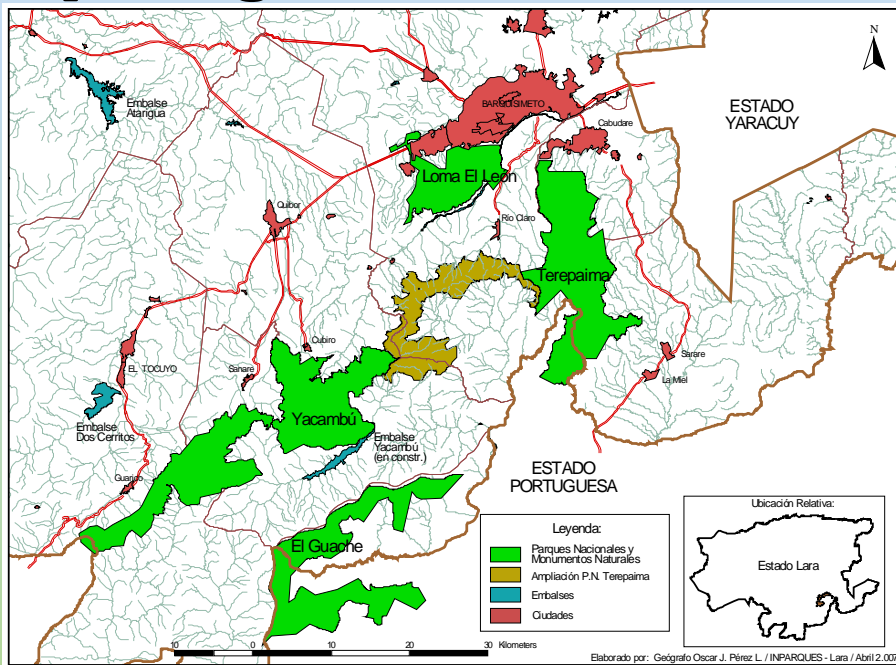 N
Embalse
Atarigua
BARQUISIMETO
Cabudare
ESTADO
YARACUY
Loma El León
Quibor
Río Claro
Terepaima
Cubiro
Sanare
EL TOCUYO
Sarare
La Miel
Yacambú
Embalse
Dos Cerritos
Embalse
Yacambú
(en constr.)
Guarico
ESTADO
PORTUGUESA
El Guache
Leyenda:
Parques Nacionales y
Monumentos Naturales
Ampliación P.N. Terepaima
Embalses
Ciudades
Ubicación Relativa:
Estado Lara
10 0 10 20 30 Kilometers
Elaborado por: Geógrafo Oscar J. Pérez L. / INPARQUES - Lara / Abril 2.007